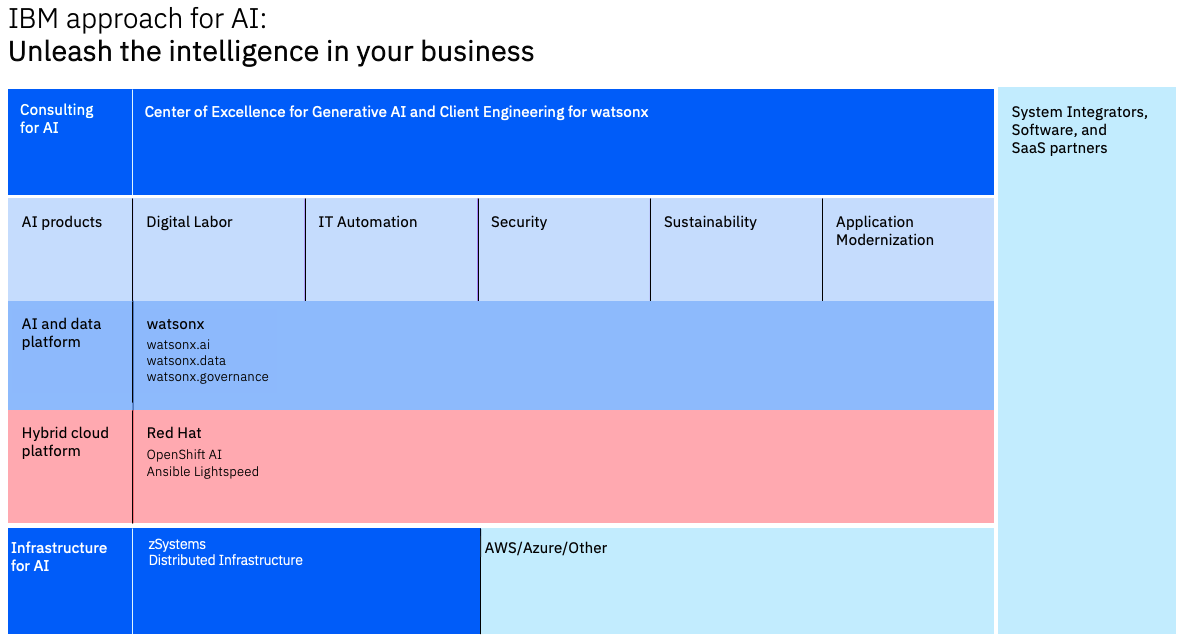 IBM approach for AI:
Unleash the intelligence in your business
Consulting
for AI
Center of Excellence for Generative AI and Client Engineering for watsonx
System Integrators,
Software, and
SaaS partners
AI products
Digital Labor
IT Automation
Security
Sustainability
Application
Modernization
AI and data
platform
watsonx
watsonx.ai
watsonx.data
watsonx.governance
Hybrid cloud
platform
Red Hat
OpenShift AI
Ansible Lightspeed
Infrastructure
for AI
zSystems
Distributed Infrastructure
AWS/Azure/Other